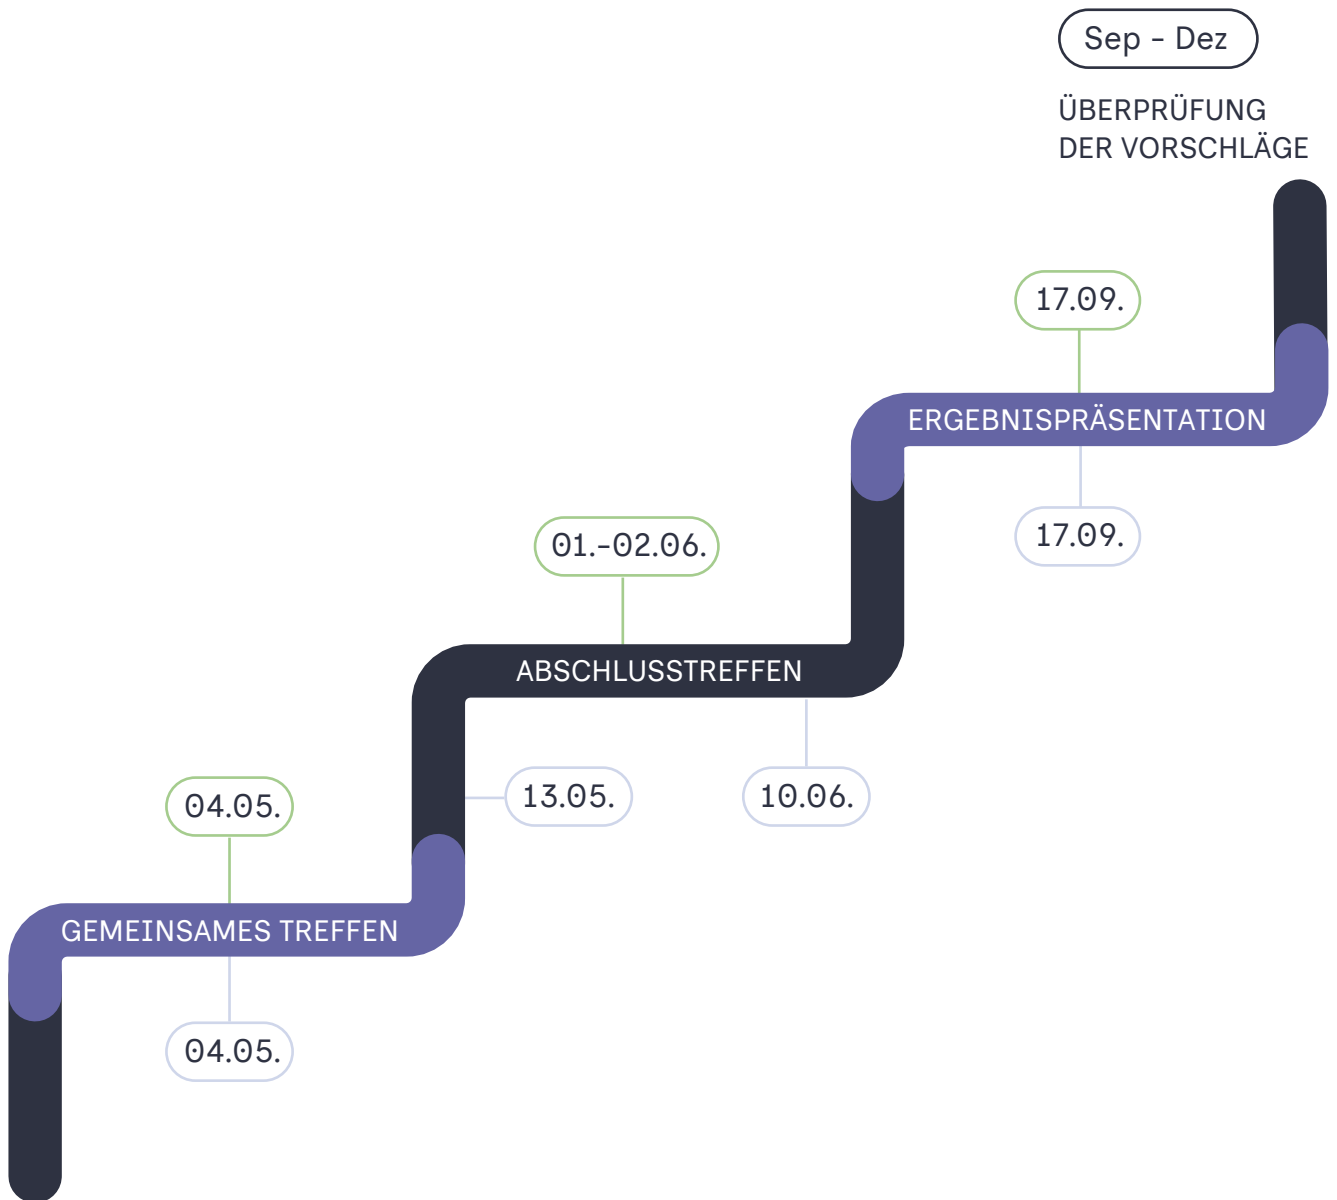 Sep - Dez
ÜBERPRÜFUNG
DER VORSCHLÄGE
17.09.
ERGEBNISPRÄSENTATION
17.09.
01.-02.06.
ABSCHLUSSTREFFEN
13.05.
10.06.
04.05.
GEMEINSAMES TREFFEN
04.05.